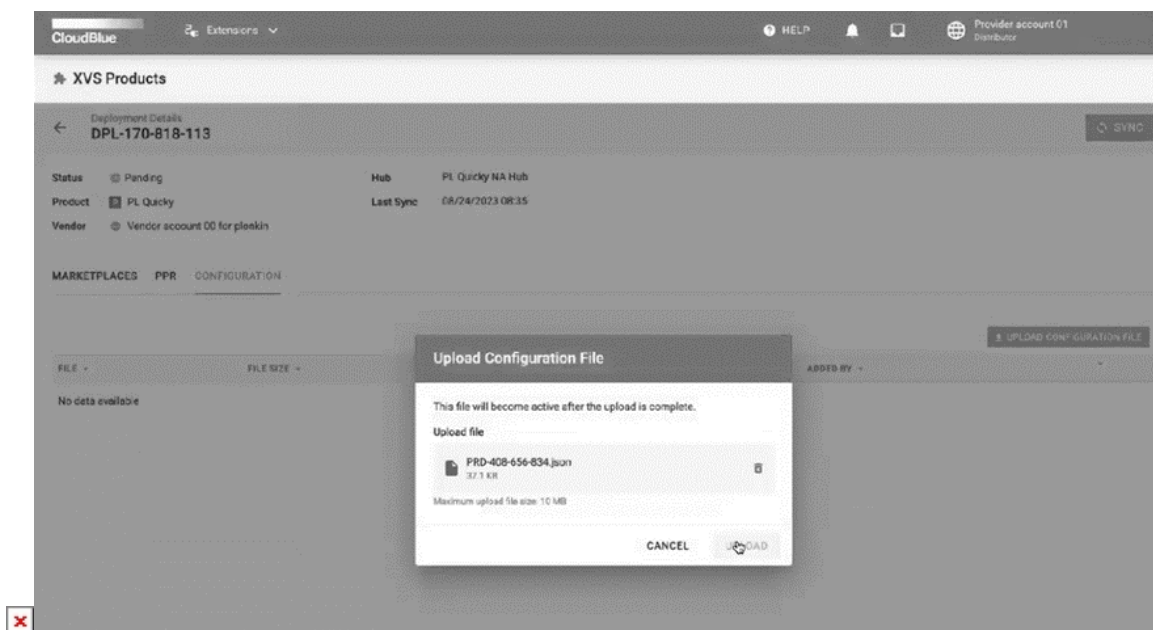 CloudBlue
Extensions
HELP
Provider account 01
Distributor
XVS Products
Deployment Details
DPL-170-818-113
SYNC
Status Pending Hub PL Quicky NA Hub
Product PL Quicky Last Sync 08/24/2023 08:35
Vendor Vendor account 00 for plenkin
MARKETPLACES PPR CONFIGURATION
UPLOAD CONFIGURATION FILE
FILE FILE SIZE ADDED BY
No data available
Upload Configuration File
This file will become active after the upload is complete.
Upload file
PRD-408-656-834.json
37.1 KB
Maximum upload file size: 10 MB
CANCEL UPLOAD